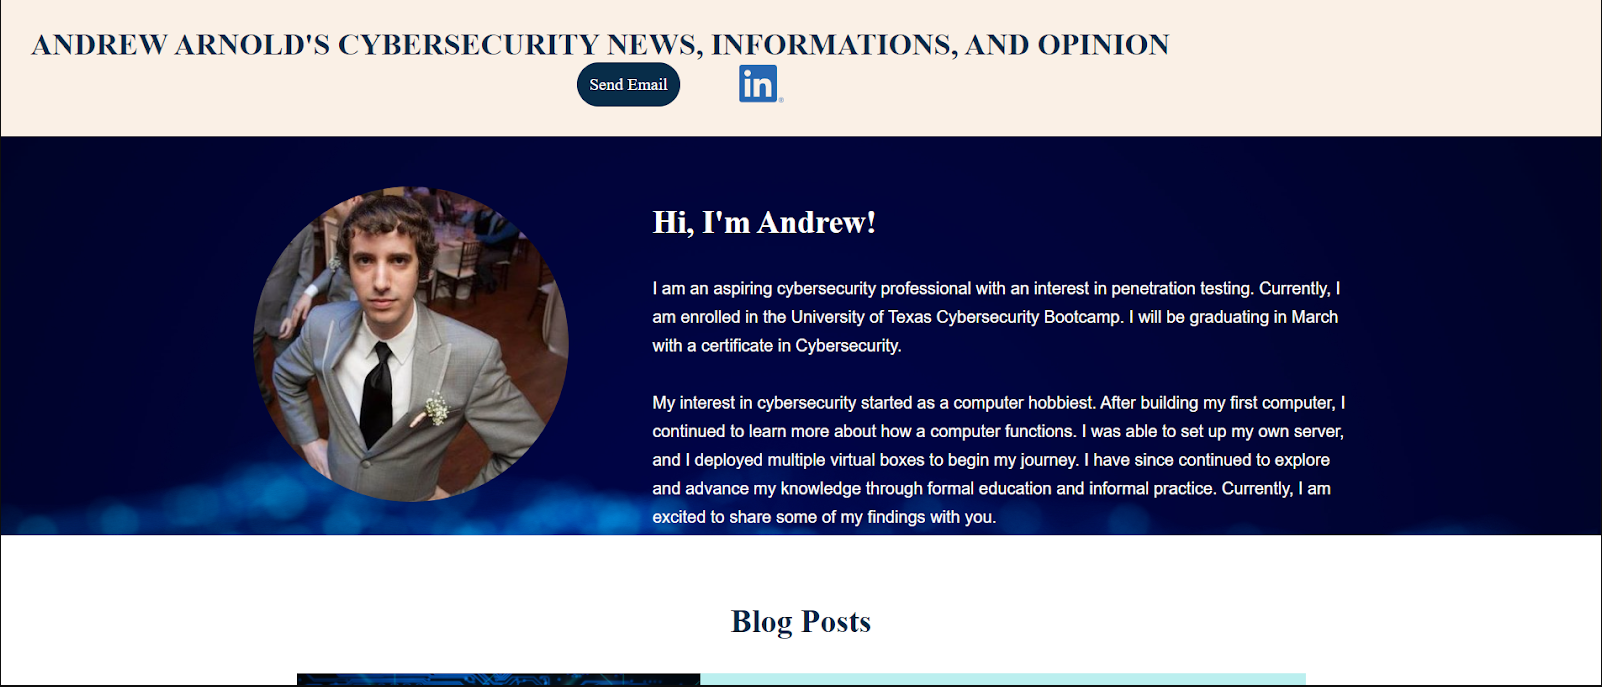 ANDREW ARNOLD'S CYBERSECURITY NEWS, INFORMATIONS, AND OPINION
Send Email
in
Hi, I'm Andrew!
I am an aspiring cybersecurity professional with an interest in penetration testing. Currently, I
am enrolled in the University of Texas Cybersecurity Bootcamp. I will be graduating in March
with a certificate in Cybersecurity.
My interest in cybersecurity started as a computer hobbiest. After building my first computer, I
continued to learn more about how a computer functions. I was able to set up my own server,
and I deployed multiple virtual boxes to begin my journey. I have since continued to explore
and advance my knowledge through formal education and informal practice. Currently, I am
excited to share some of my findings with you.
Blog Posts